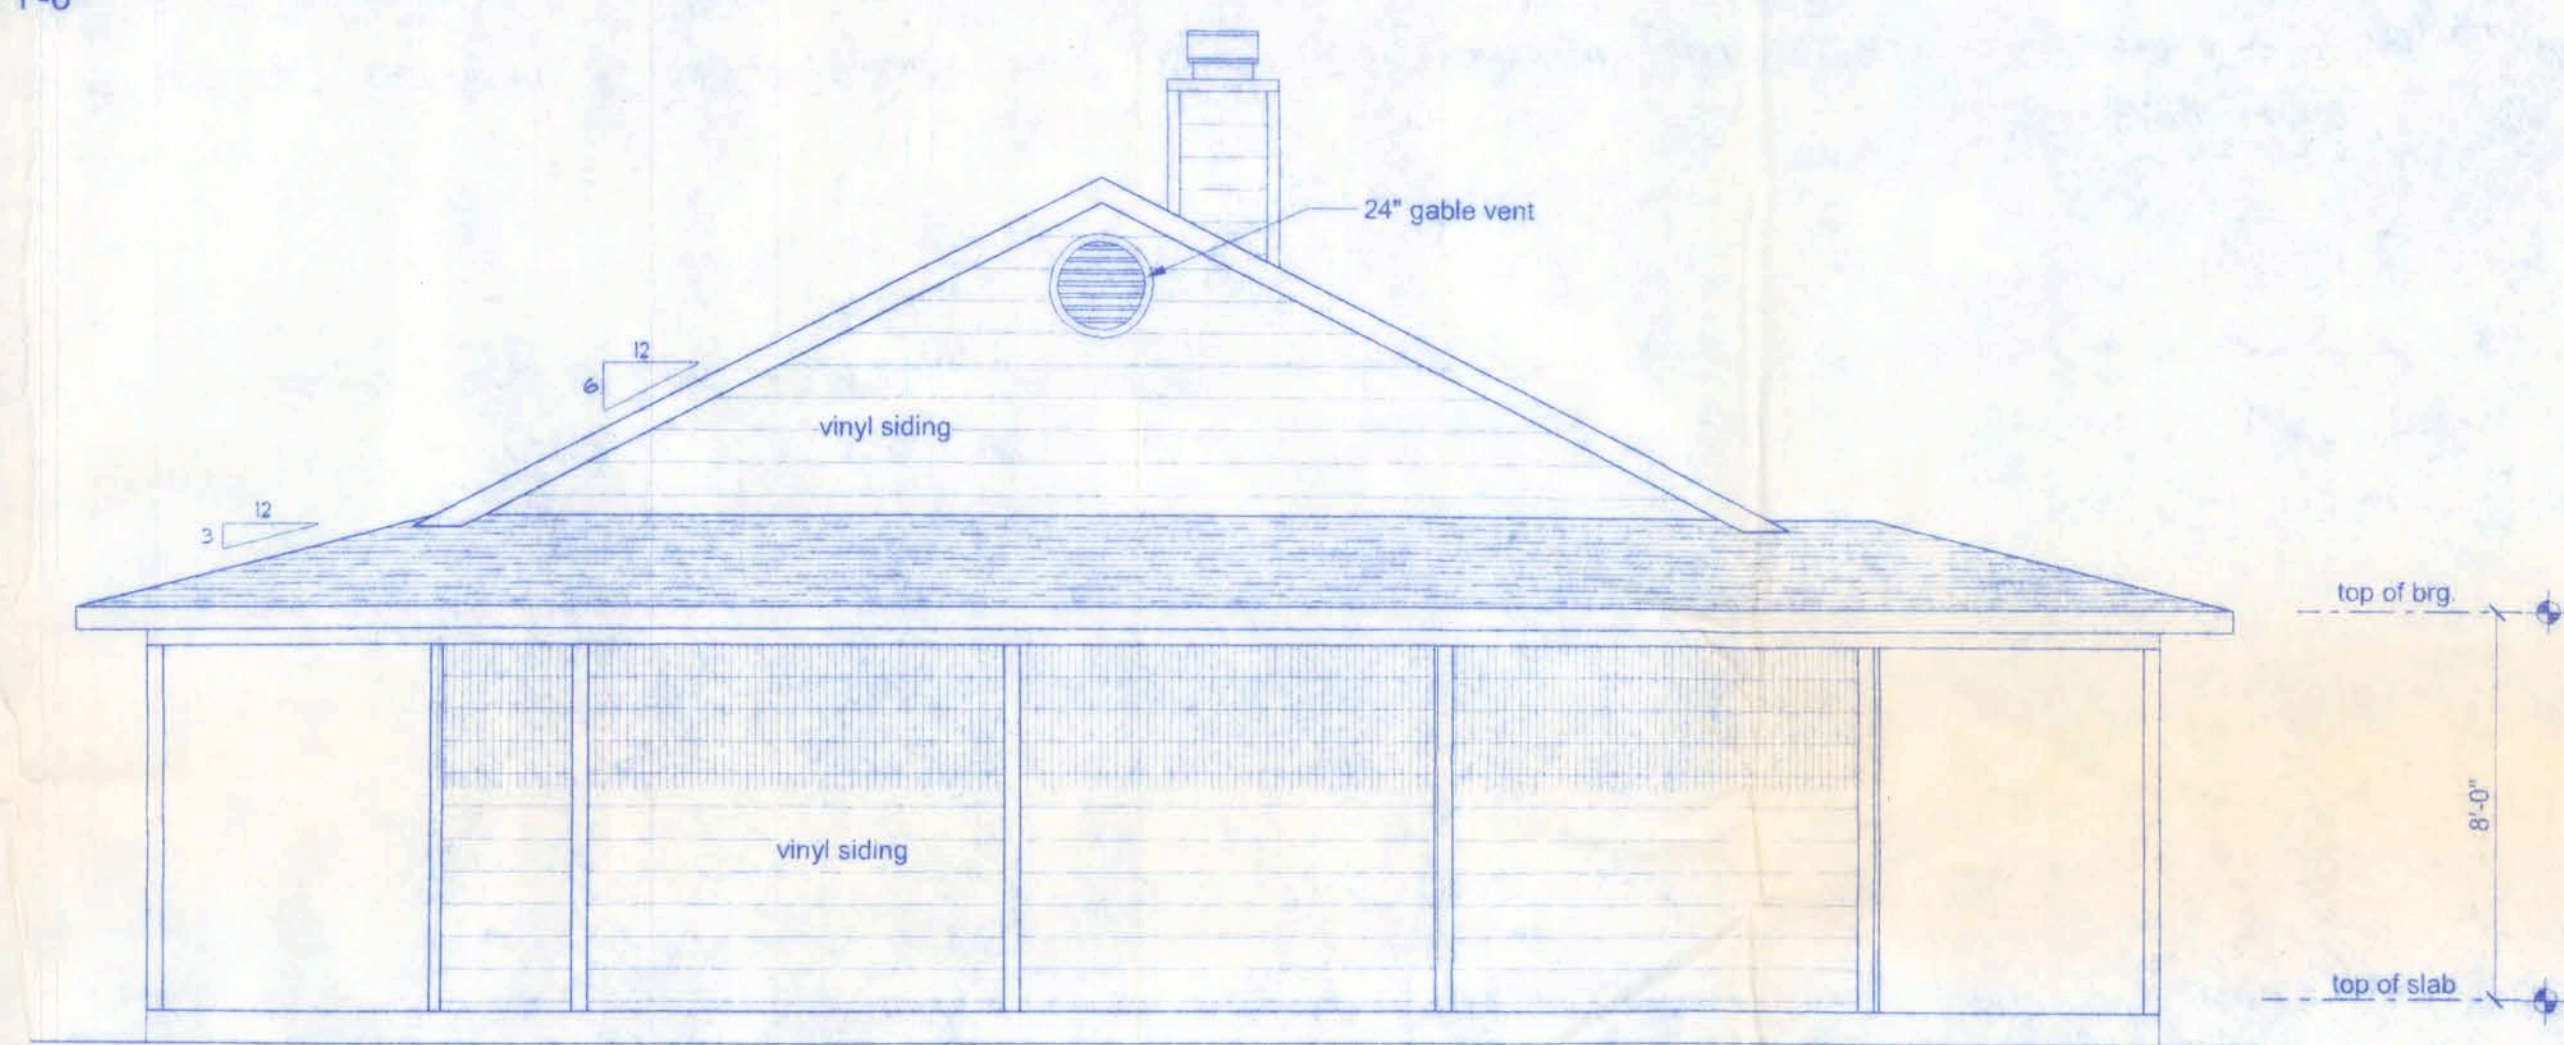 24" gable vent
12
6
vinyl siding
12
3
top of brg.
8'-0"
vinyl siding
top of slab